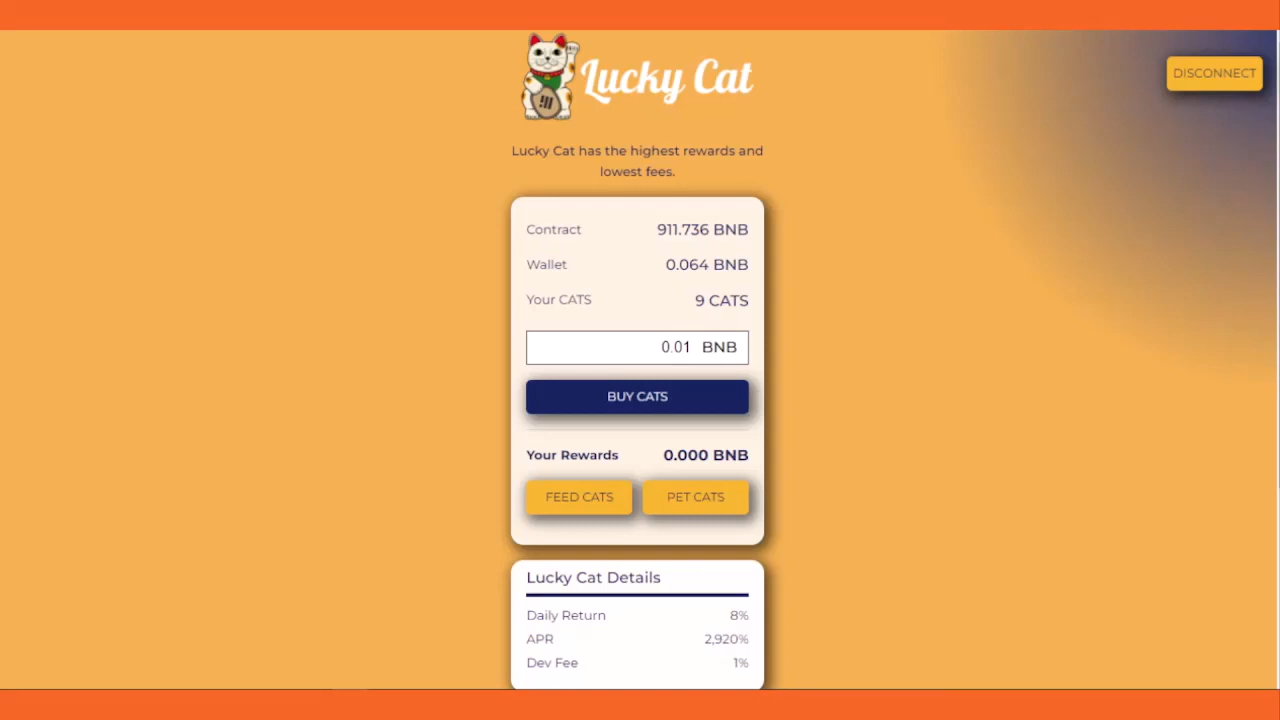 Lucky Cat
DISCONNECT
Lucky Cat has the highest rewards and
lowest fees.
Contract 911.736 BNB
Wallet 0.064 BNB
Your CATS 9 CATS
0.01 BNB
BUY CATS
Your Rewards 0.000 BNB
FEED CATS PET CATS
Lucky Cat Details
Daily Return 8%
APR 2,920%
Dev Fee 1%